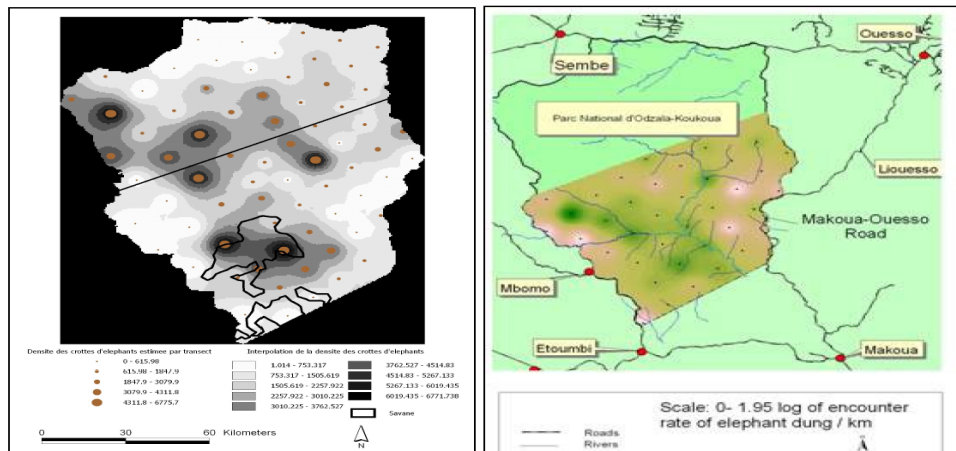 Densite des crottes d'elephants estimee par transect
0 - 615.98
615.98 - 1847.9
1847.9 - 3079.9
3079.9 - 4311.8
4311.8 - 6775.7
Interpolation de la densite des crottes d'elephants
1.014 - 753.317
753.317 - 1505.619
1505.619 - 2257.922
2257.922 - 3010.225
3010.225 - 3762.527
3762.527 - 4514.83
4514.83 - 5267.133
5267.133 - 6019.435
6019.435 - 6771.738
Savane
0 30 60 Kilometers
N
Ouesso
Sembe
Parc National d'Odzala-Koukoua
Liouesso
Makoua-Ouesso
Road
Mbomo
Etoumbi
Makoua
Scale: 0- 1.95 log of encounter
rate of elephant dung / km
Roads
Rivers